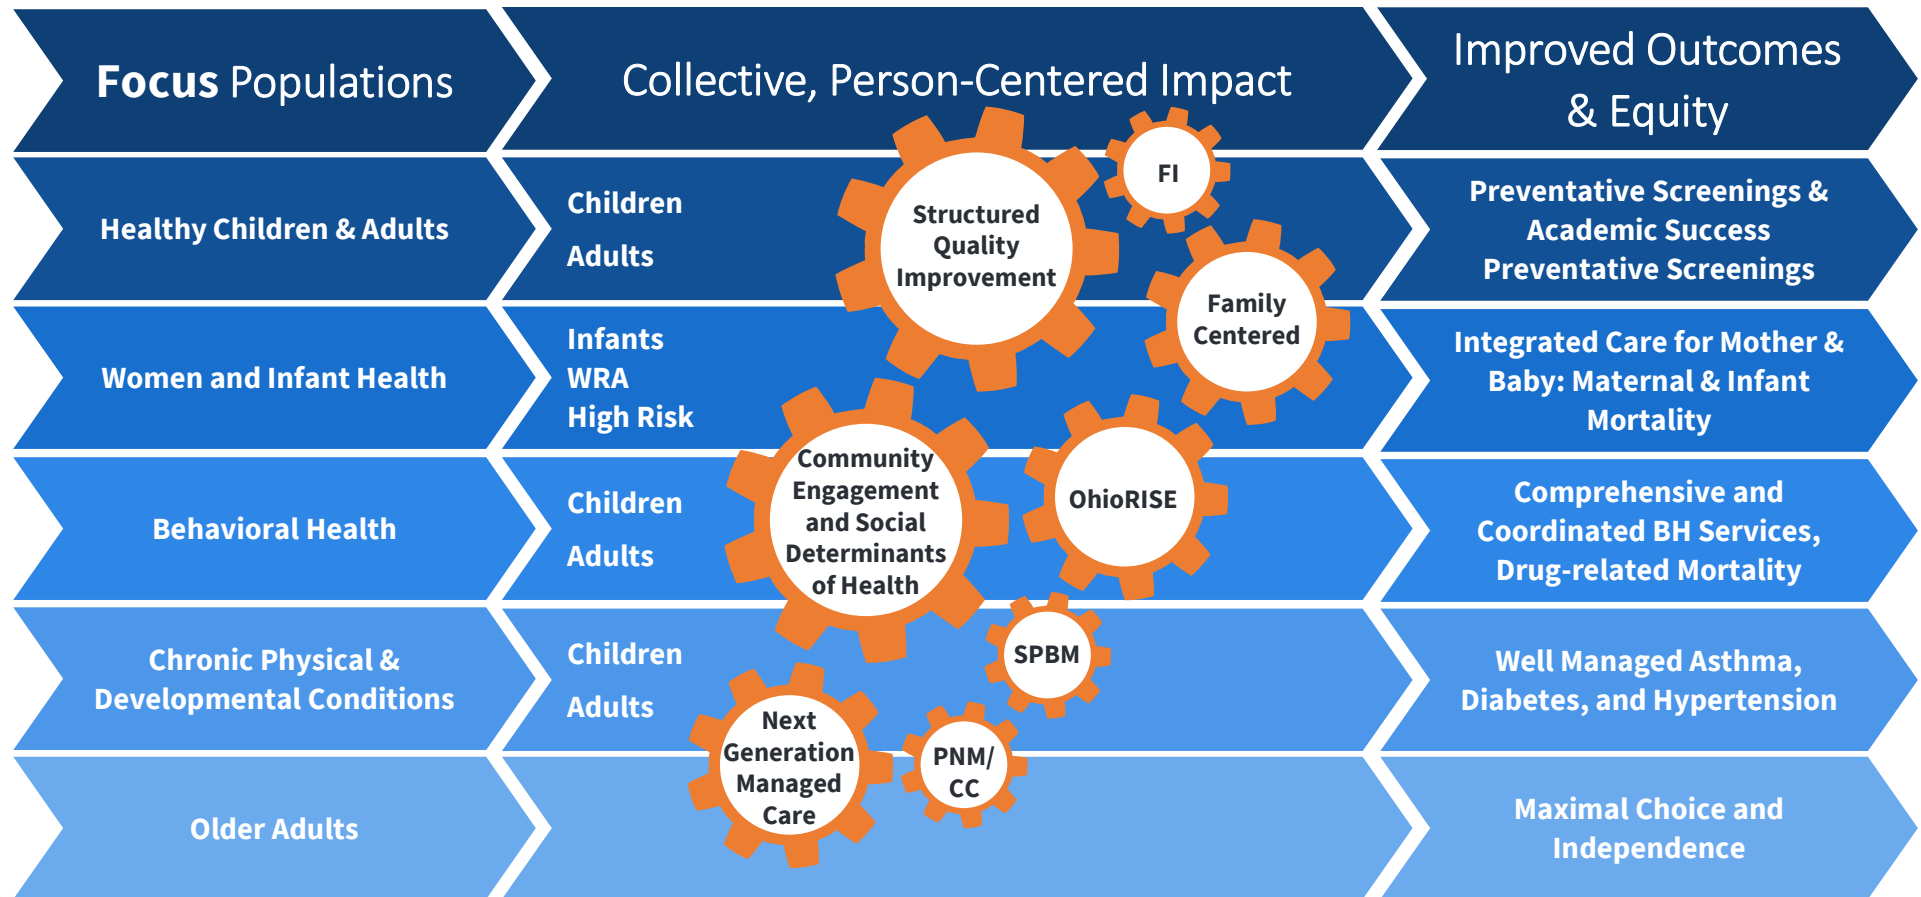 Focus Populations
Collective, Person-Centered Impact
Improved Outcomes
& Equity
Healthy Children & Adults
Children
Adults
Structured
Quality
Improvement
FI
Family
Centered
Preventative Screenings &
Academic Success
Preventative Screenings
Women and Infant Health
Infants
WRA
High Risk
Integrated Care for Mother &
Baby: Maternal & Infant
Mortality
Behavioral Health
Children
Adults
Community
Engagement
and Social
Determinants
of Health
OhioRISE
Comprehensive and
Coordinated BH Services,
Drug-related Mortality
Chronic Physical &
Developmental Conditions
Children
Adults
SPBM
Well Managed Asthma,
Diabetes, and Hypertension
Next
Generation
Managed
Care
PNM/
CC
Older Adults
Maximal Choice and
Independence